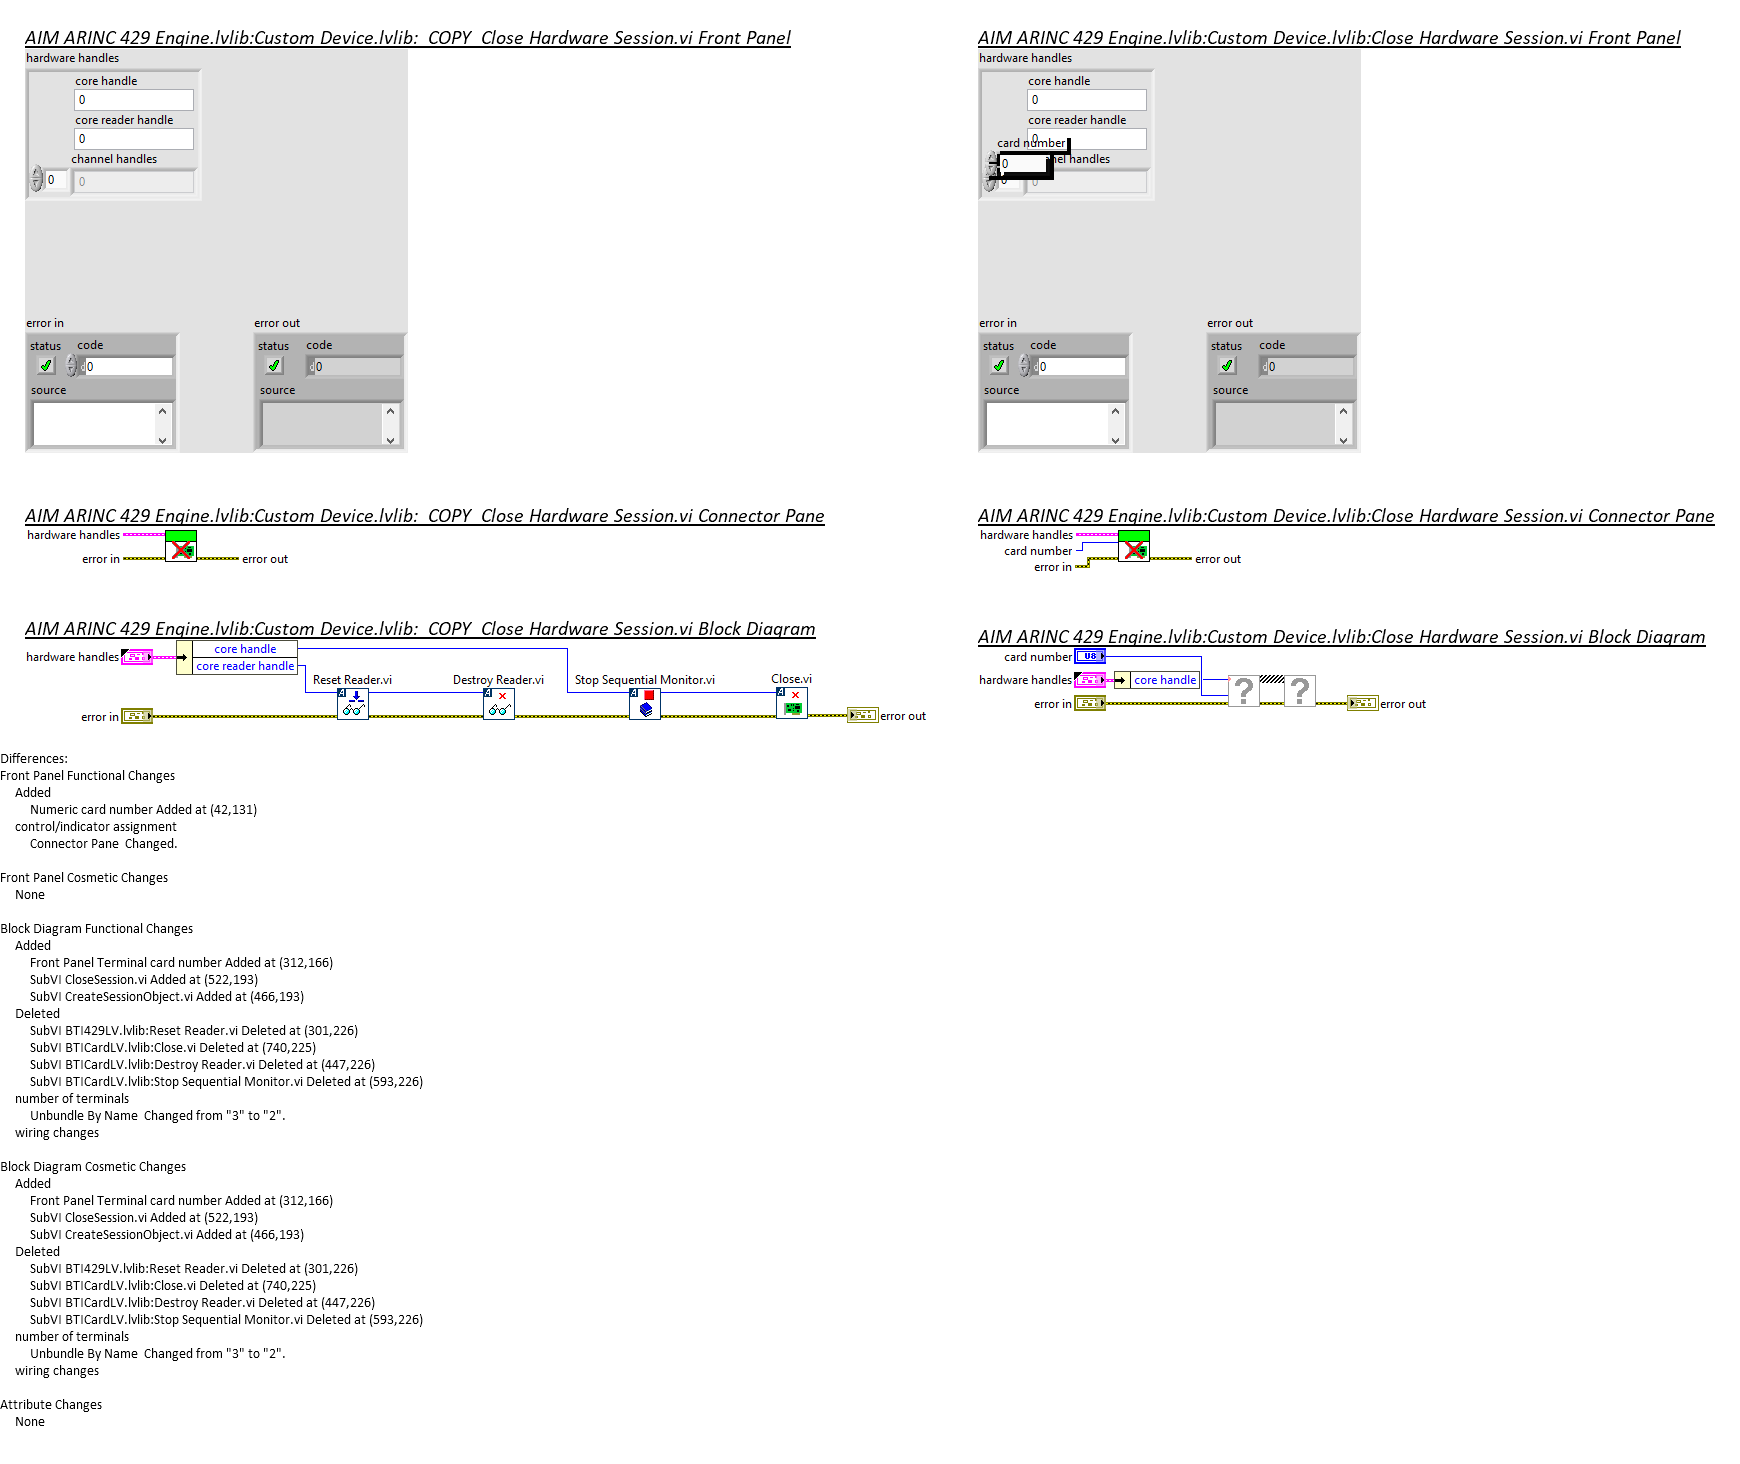 AIM ARINC 429 Engine.lvlib:Custom Device.lvlib:  COPY  Close Hardware Session.vi Front Panel
hardware handles
core handle
0
core reader handle
0
channel handles
0
0
error in
status
code
d0
source
error out
status
code
d0
source
AIM ARINC 429 Engine.lvlib:Custom Device.lvlib:Close Hardware Session.vi Front Panel
hardware handles
core handle
0
core reader handle
0
card number
0
nel handles
0
0
error in
status
code
d0
source
error out
status
code
d0
source
AIM ARINC 429 Engine.lvlib:Custom Device.lvlib:  COPY  Close Hardware Session.vi Connector Pane
hardware handles
error in
error out
AIM ARINC 429 Engine.lvlib:Custom Device.lvlib:Close Hardware Session.vi Connector Pane
hardware handles
card number
error in
error out
AIM ARINC 429 Engine.lvlib:Custom Device.lvlib:  COPY  Close Hardware Session.vi Block Diagram
hardware handles
core handle
core reader handle
Reset Reader.vi
Destroy Reader.vi
Stop Sequential Monitor.vi
Close.vi
A
A
A
A
error in
error out
AIM ARINC 429 Engine.lvlib:Custom Device.lvlib:Close Hardware Session.vi Block Diagram
card number
U8
hardware handles
core handle
? ?
error in
error out
Differences:
Front Panel Functional Changes
Added
Numeric card number Added at (42,131)
control/indicator assignment
Connector Pane  Changed.
Front Panel Cosmetic Changes
None
Block Diagram Functional Changes
Added
Front Panel Terminal card number Added at (312,166)
SubVI CloseSession.vi Added at (522,193)
SubVI CreateSessionObject.vi Added at (466,193)
Deleted
SubVI BTI429LV.lvlib:Reset Reader.vi Deleted at (301,226)
SubVI BTICardLV.lvlib:Close.vi Deleted at (740,225)
SubVI BTICardLV.lvlib:Destroy Reader.vi Deleted at (447,226)
SubVI BTICardLV.lvlib:Stop Sequential Monitor.vi Deleted at (593,226)
number of terminals
Unbundle By Name  Changed from "3" to "2".
wiring changes
Block Diagram Cosmetic Changes
Added
Front Panel Terminal card number Added at (312,166)
SubVI CloseSession.vi Added at (522,193)
SubVI CreateSessionObject.vi Added at (466,193)
Deleted
SubVI BTI429LV.lvlib:Reset Reader.vi Deleted at (301,226)
SubVI BTICardLV.lvlib:Close.vi Deleted at (740,225)
SubVI BTICardLV.lvlib:Destroy Reader.vi Deleted at (447,226)
SubVI BTICardLV.lvlib:Stop Sequential Monitor.vi Deleted at (593,226)
number of terminals
Unbundle By Name  Changed from "3" to "2".
wiring changes
Attribute Changes
None